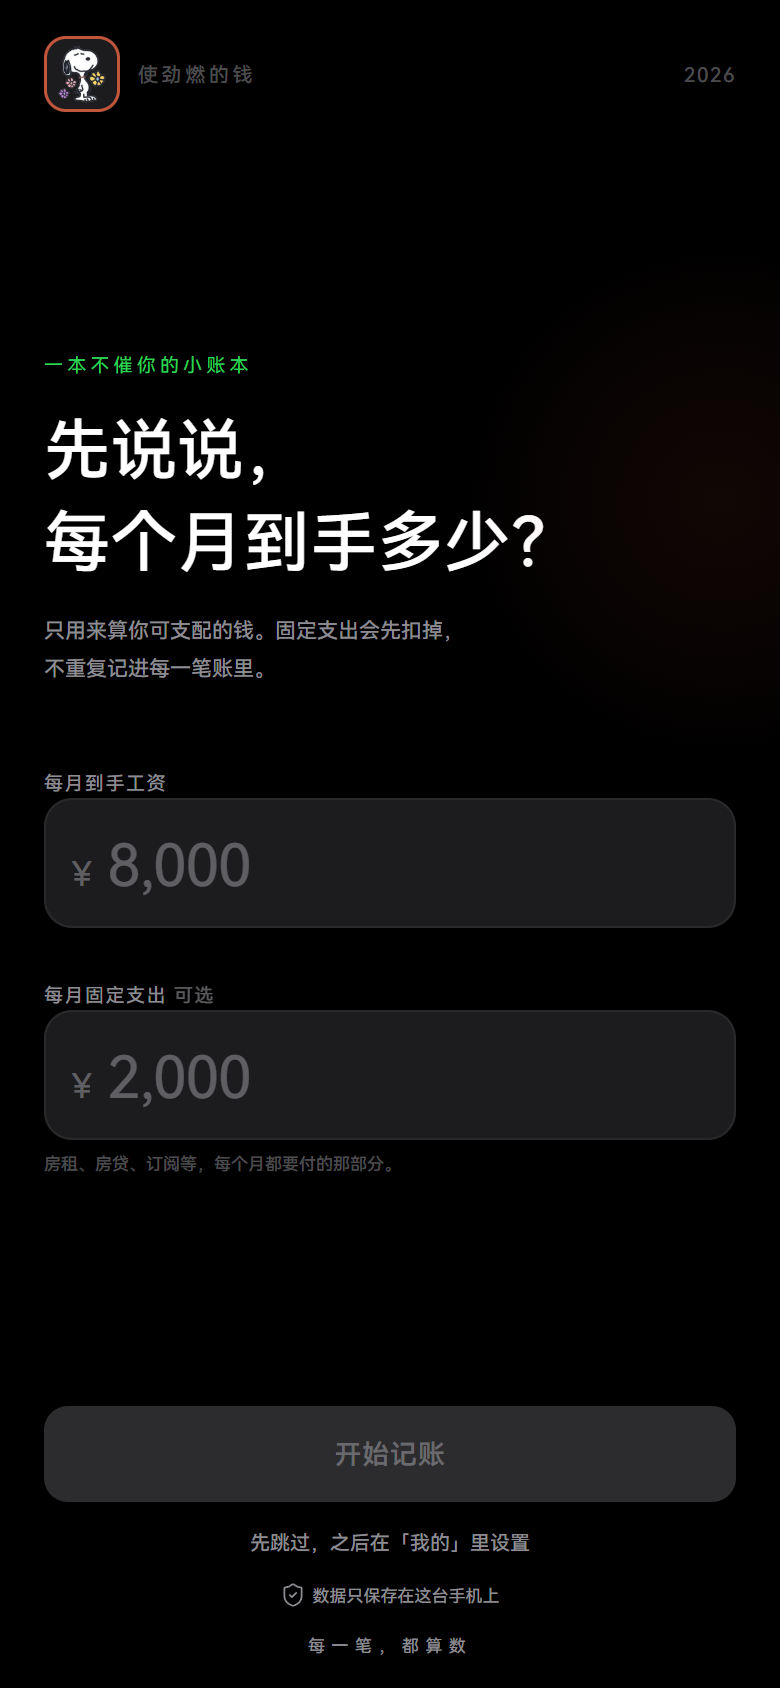 使劲燃的钱
2026
一本不催你的小账本
先说说，
每个月到手多少？
只用来算你可支配的钱。固定支出会先扣掉，
不重复记进每一笔账里。
每月到手工资
¥ 8,000
每月固定支出 可选
¥ 2,000
房租、房贷、订阅等，每个月都要付的那部分。
开始记账
先跳过，之后在「我的」里设置
数据只保存在这台手机上
每一笔，都算数